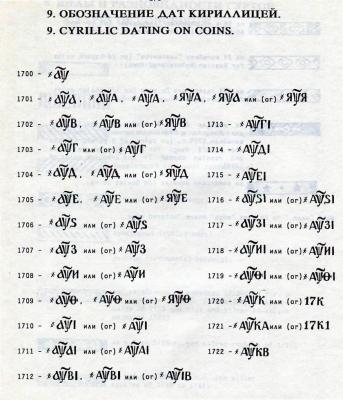 9. ОБОЗНАЧЕНИЕ ДАТ КИРИЛЛИЦЕЙ.
9. CYRILLIC DATING ON COINS.
1700 - ҂АѰ
1701 - ҂АѰА, ҂АѰА, ҂АѰА, ҂ЯѰА, ҂ЯѰА или (or) ҂ЯѰЯ
1702 - ҂АѰВ, ҂АѰВ или (or) ҂ЯѰВ
1703 - ҂АѰГ или (or) ҂АѰГ
1704 - ҂АѰД, ҂АѰД или (or) ҂ЯѰД
1705 - ҂АѰЕ, ҂АѰЕ или (or) ҂ЯѰЕ
1706 - ҂АѰЅ или (or) ҂АѰЅ
1707 - ҂АѰЗ или (or) ҂АѰЗ
1708 - ҂АѰИ или (or) ҂АѰИ
1709 - ҂АѰѲ, ҂АѰѲ или (or) ҂ЯѰѲ
1710 - ҂АѰІ или (or) ҂АѰІ
1711 - ҂АѰАІ или (or) ҂АѰАІ
1712 - ҂АѰВІ, ҂АѰВІ или (or) ҂АѰІВ
1713 - ҂АѰГІ
1714 - ҂АѰДІ
1715 - ҂АѰЕІ
1716 - ҂АѰЅІ или (or) ҂АѰЅІ
1717 - ҂АѰЗІ или (or) ҂АѰЗІ
1718 - ҂АѰИІ или (or) ҂АѰИІ
1719 - ҂АѰѲІ или (or) ҂АѰѲІ
1720 - ҂АѰК или (or) 17К
1721 - ҂АѰКА или (or) 17К1
1722 - ҂АѰКВ